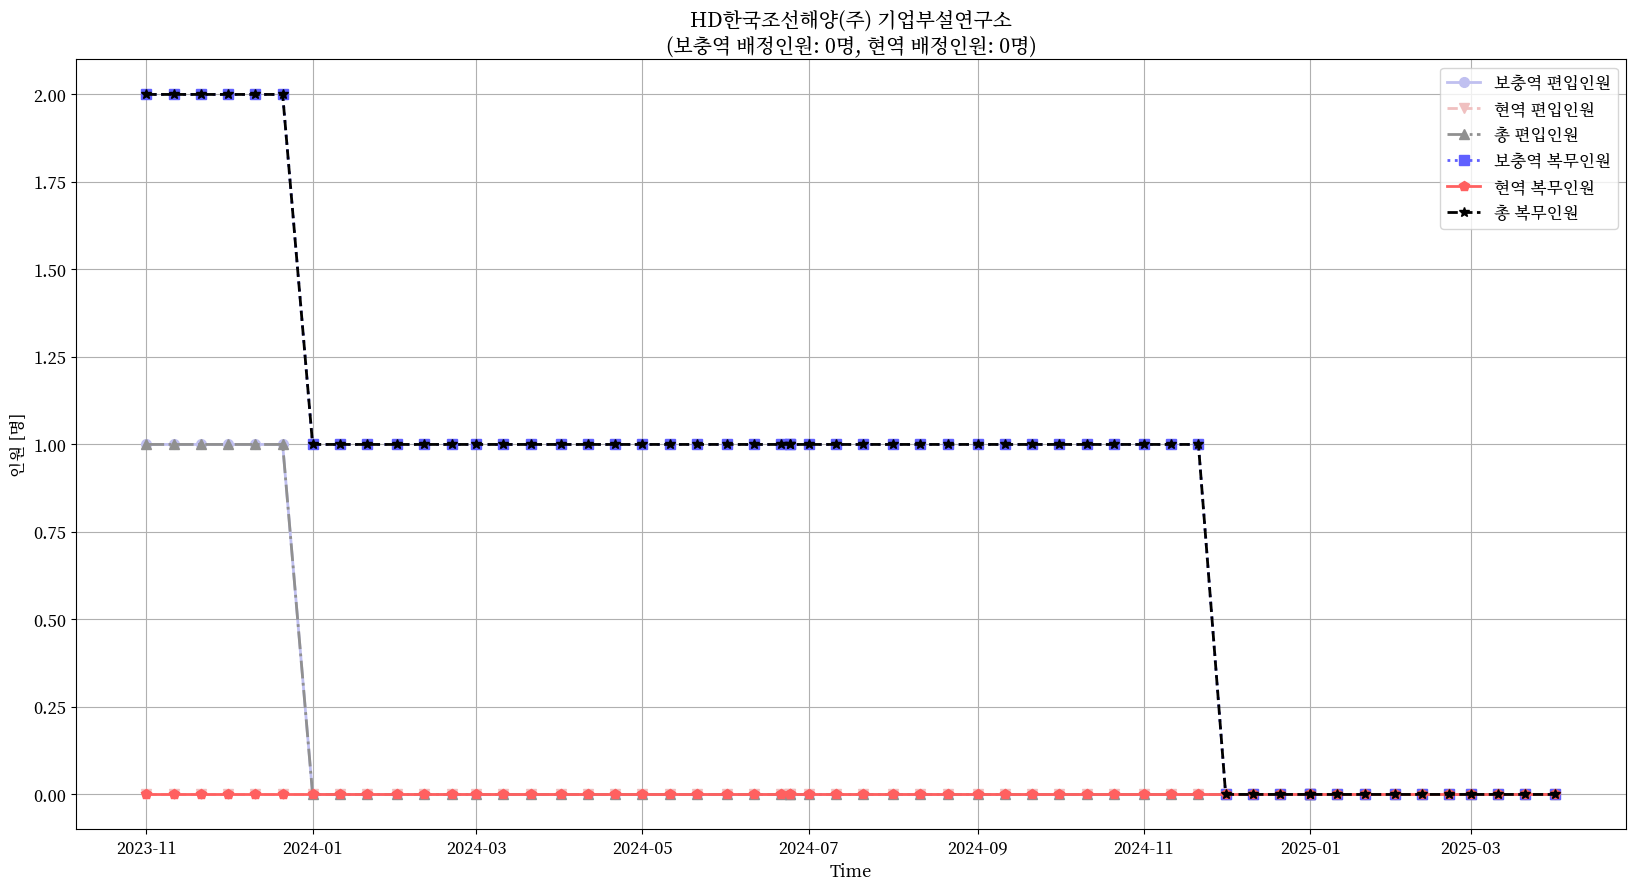 HD한국조선해양(주) 기업부설연구소
(보충역 배정인원: 0명, 현역 배정인원: 0명)
보충역 편입인원
현역 편입인원
총 편입인원
보충역 복무인원
현역 복무인원
총 복무인원
인원 [명]
2.00
1.75
1.50
1.25
1.00
0.75
0.50
0.25
0.00
2023-11
2024-01
2024-03
2024-05
2024-07
2024-09
2024-11
2025-01
2025-03
Time